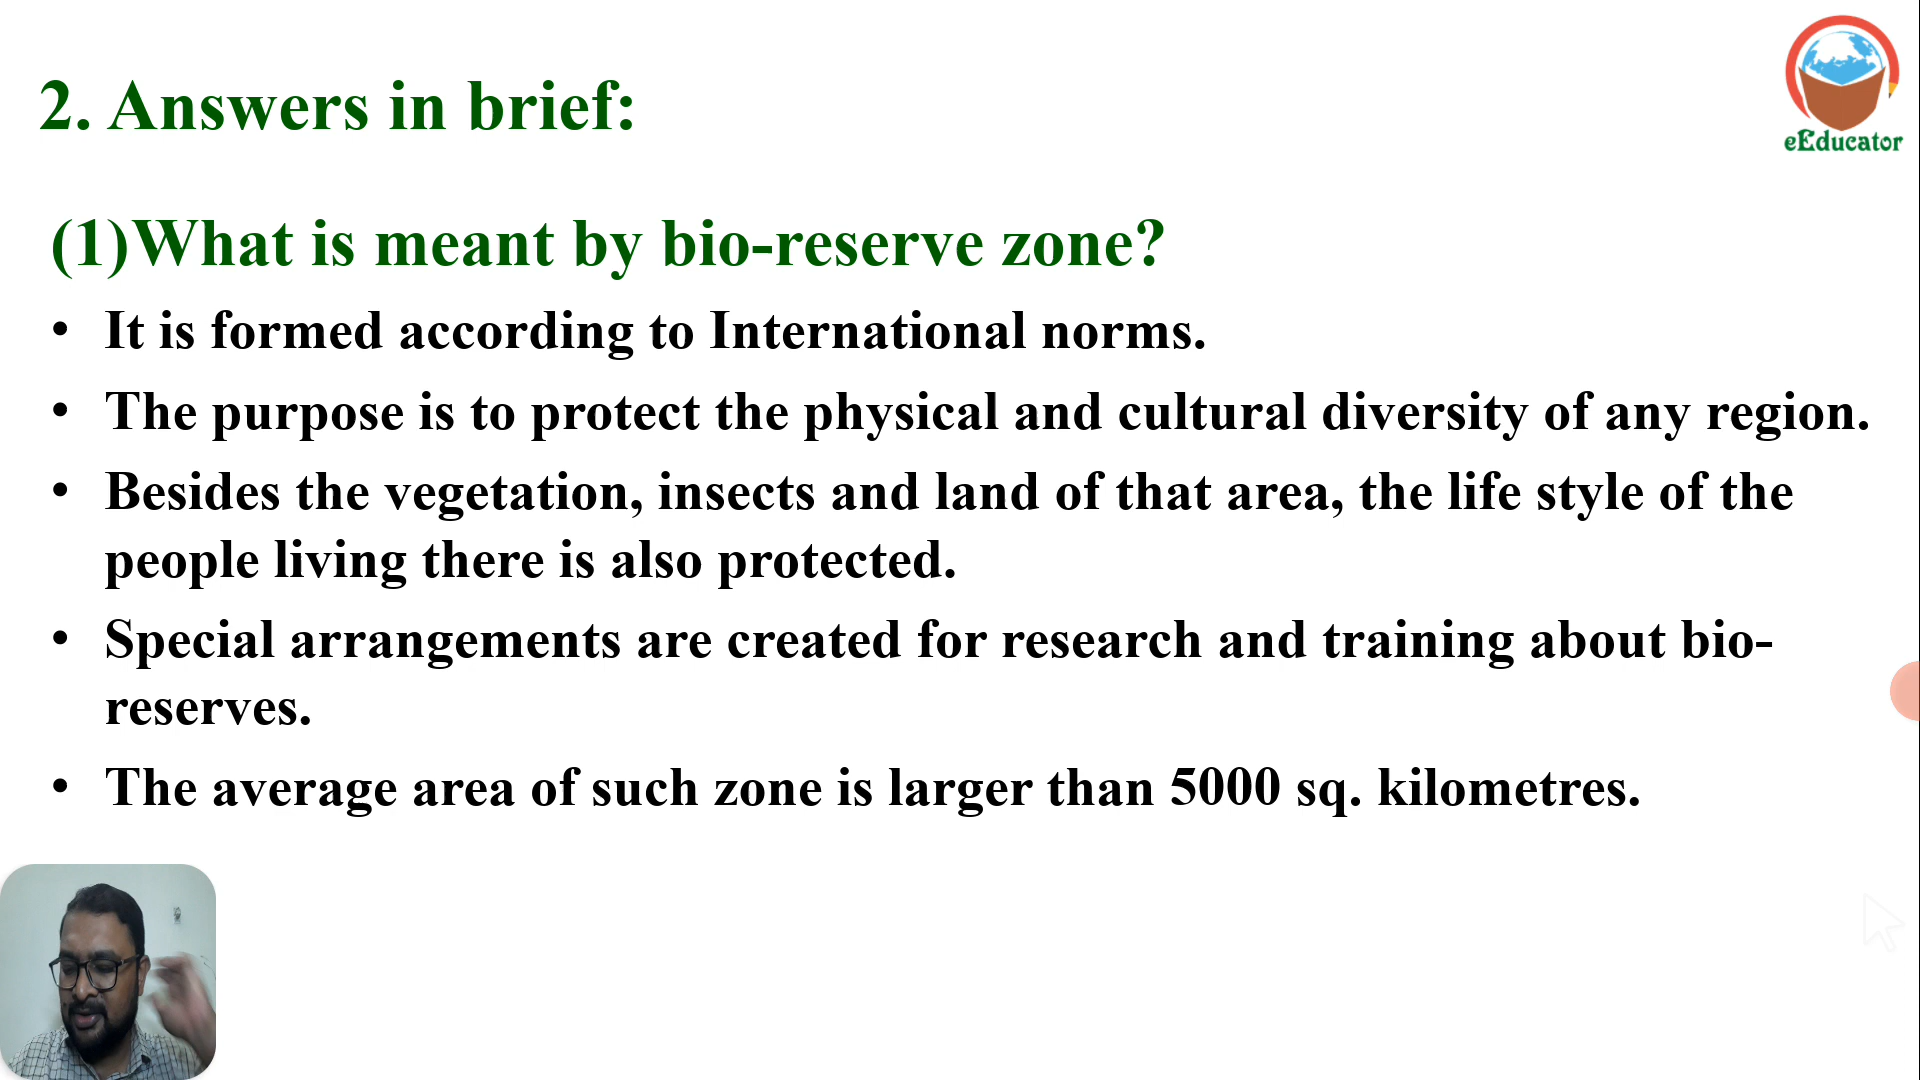 eEducator
2. Answers in brief:
(1)What is meant by bio-reserve zone?
• It is formed according to International norms.
• The purpose is to protect the physical and cultural diversity of any region.
• Besides the vegetation, insects and land of that area, the life style of the
people living there is also protected.
• Special arrangements are created for research and training about bio-
reserves.
• The average area of such zone is larger than 5000 sq. kilometres.